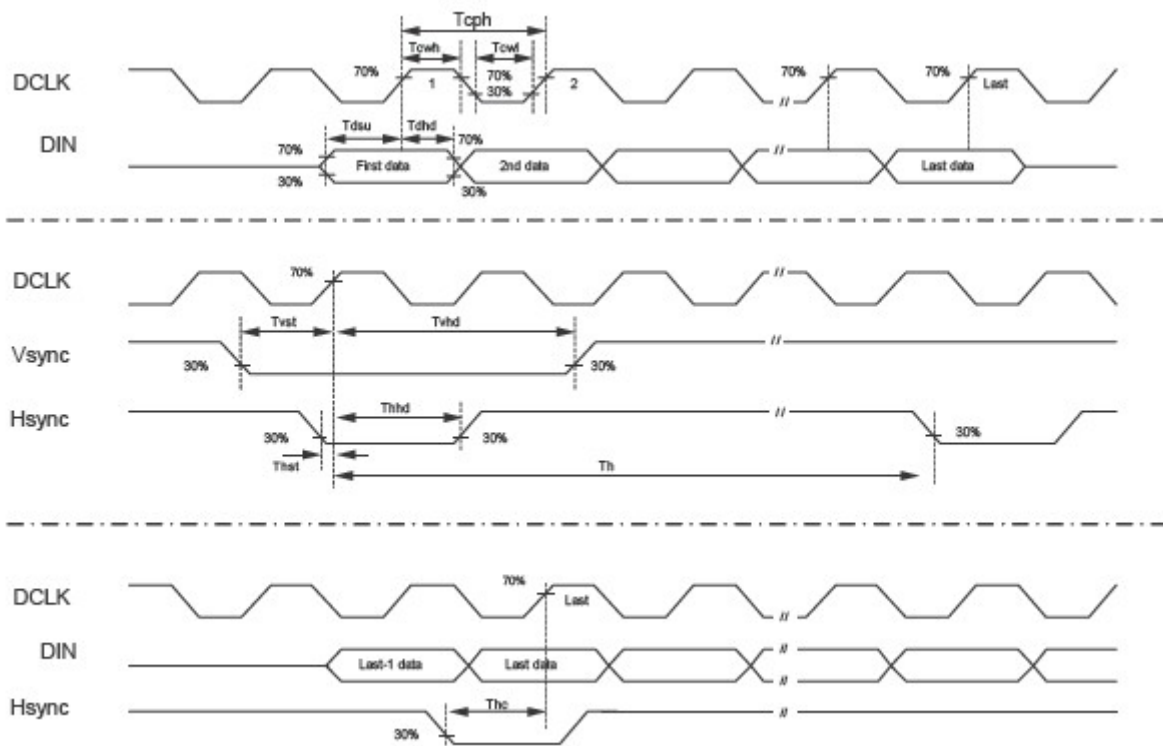 Tcph
Tcwh Tcwl
DCLK 70% 1 70% 30% 2 // 70% 70% Last
Tdsu Tdhd
DIN 70% 30% First data 70% 30% 2nd data // // Last data
DCLK 70% //
Tvst Tvhd
Vsync 30% 30% //
Thhd
Hsync 30% 30% // 30%
Thst
Th
DCLK 70% Last //
DIN Last-1 data Last data // //
Hsync 30% Thc //